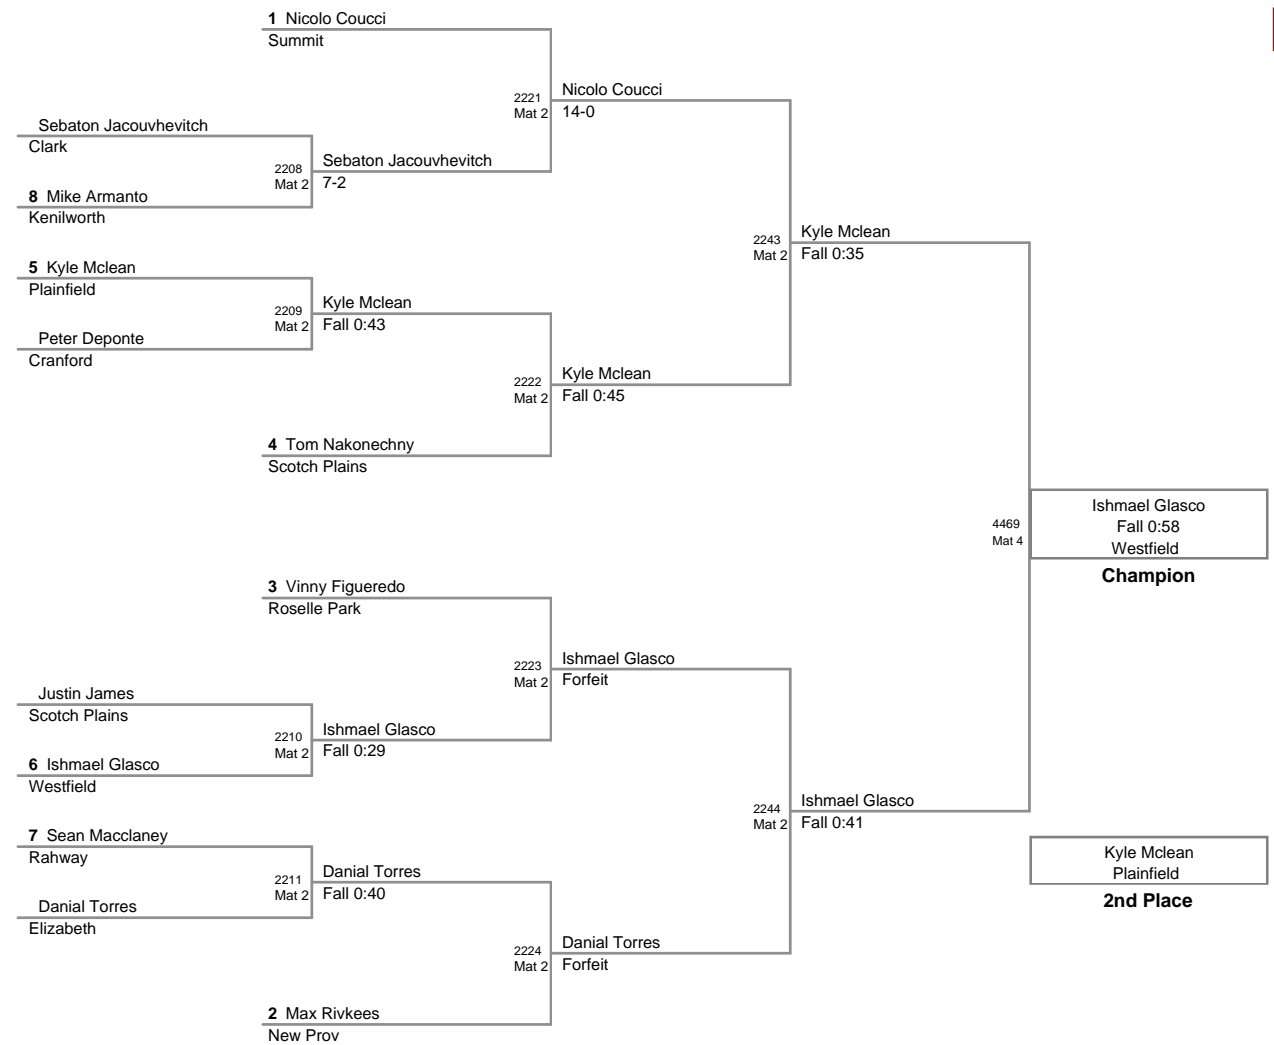 1 Nicolo Coucci
Summit
2221
Mat 2
Nicolo Coucci
14-0
Sebaton Jacouvhevitch
Clark
2208
Mat 2
Sebaton Jacouvhevitch
7-2
8 Mike Armanto
Kenilworth
2243
Mat 2
Kyle Mclean
Fall 0:35
5 Kyle Mclean
Plainfield
2209
Mat 2
Kyle Mclean
Fall 0:43
Peter Deponte
Cranford
2222
Mat 2
Kyle Mclean
Fall 0:45
4 Tom Nakonechny
Scotch Plains
4469
Mat 4
Ishmael Glasco
Fall 0:58
Westfield
Champion
3 Vinny Figueredo
Roselle Park
2223
Mat 2
Ishmael Glasco
Forfeit
Justin James
Scotch Plains
2210
Mat 2
Ishmael Glasco
Fall 0:29
6 Ishmael Glasco
Westfield
2244
Mat 2
Ishmael Glasco
Fall 0:41
7 Sean Macclaney
Rahway
2211
Mat 2
Danial Torres
Fall 0:40
Danial Torres
Elizabeth
Kyle Mclean
Plainfield
2nd Place
2224
Mat 2
Danial Torres
Forfeit
2 Max Rivkees
New Prov